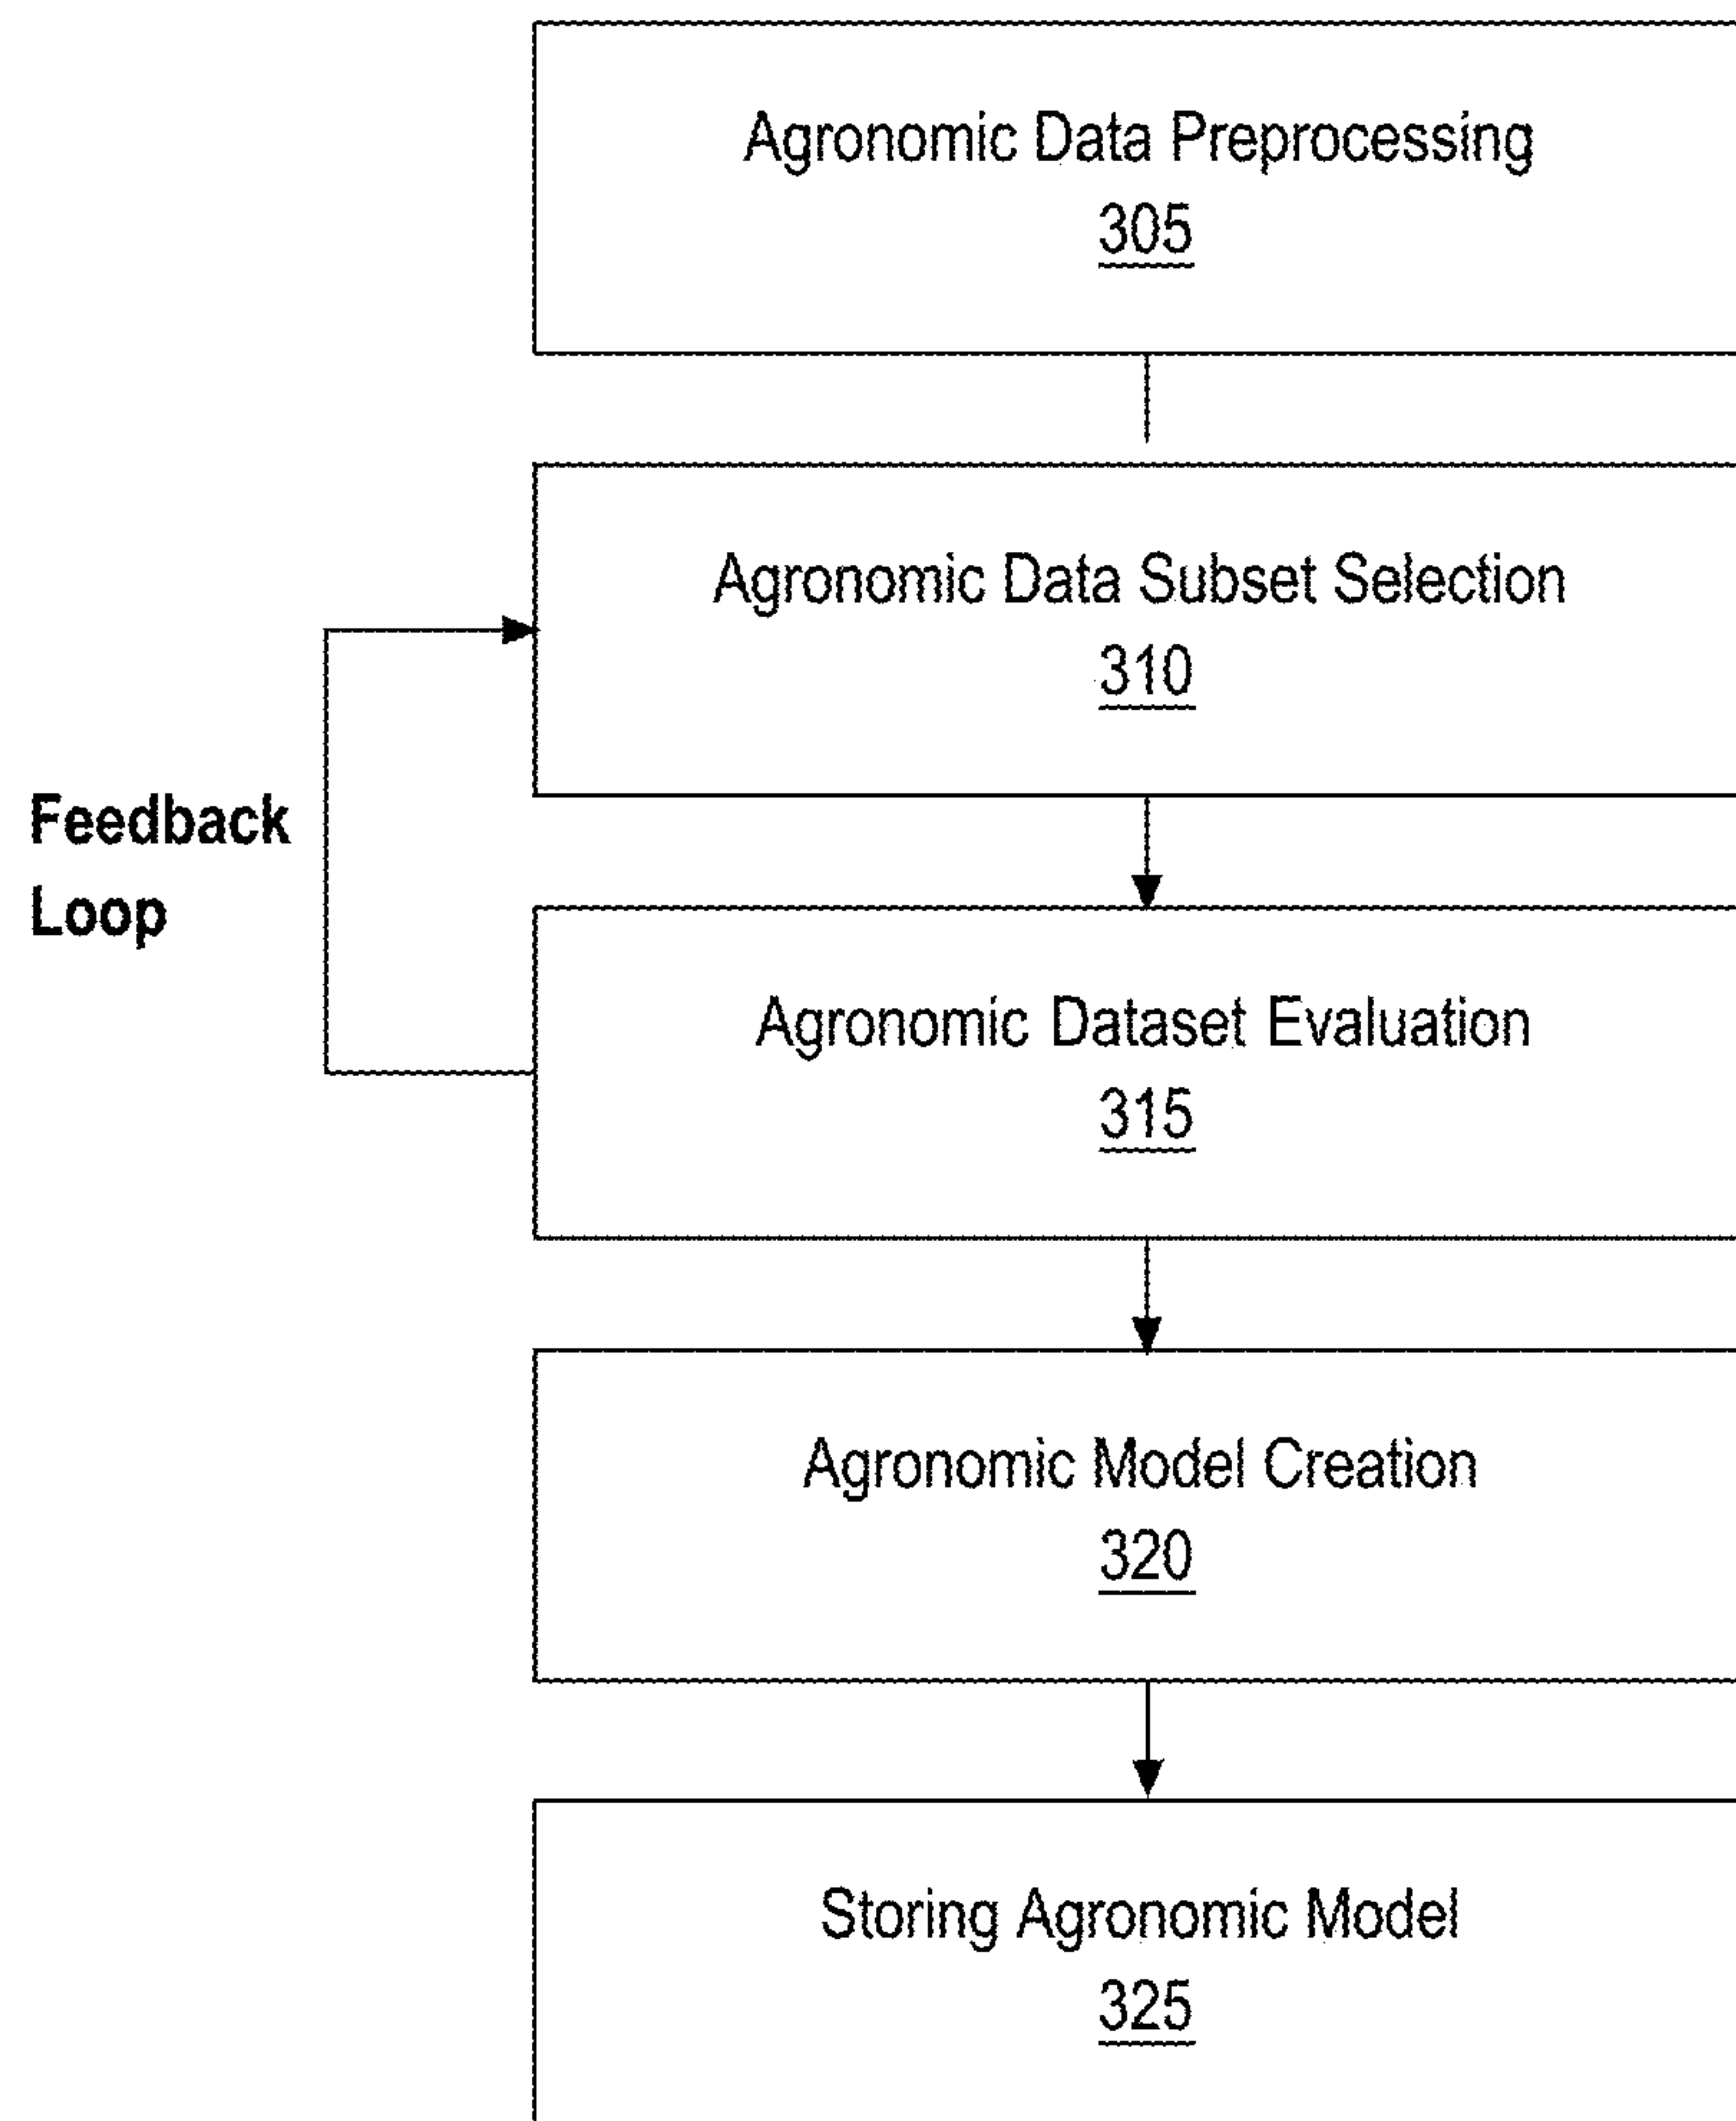 Agronomic Data Preprocessing
305
Agronomic Data Subset Selection
310
Feedback
Loop
Agronomic Dataset Evaluation
315
Agronomic Model Creation
320
Storing Agronomic Model
325